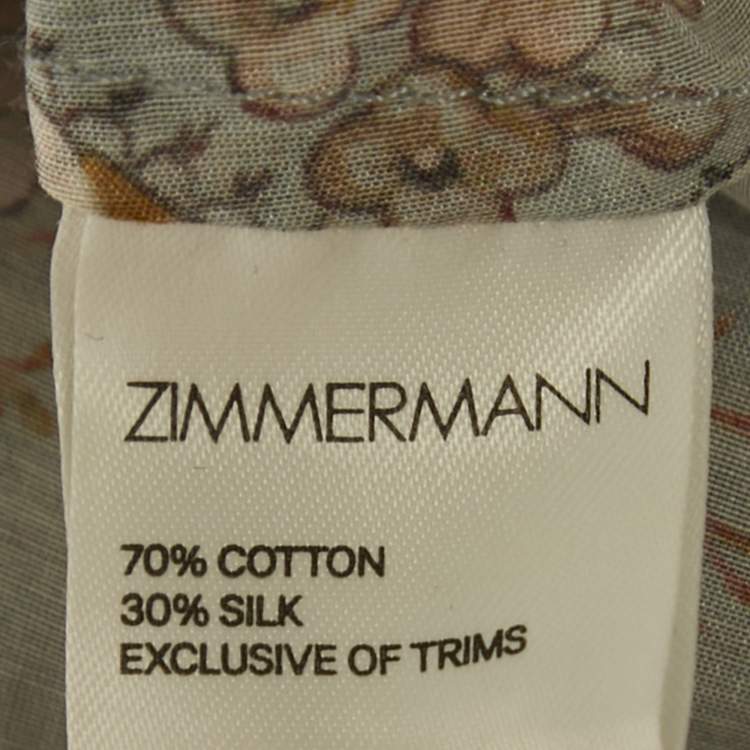 ZIMMERMANN
70% COTTON
30% SILK
EXCLUSIVE OF TRIMS